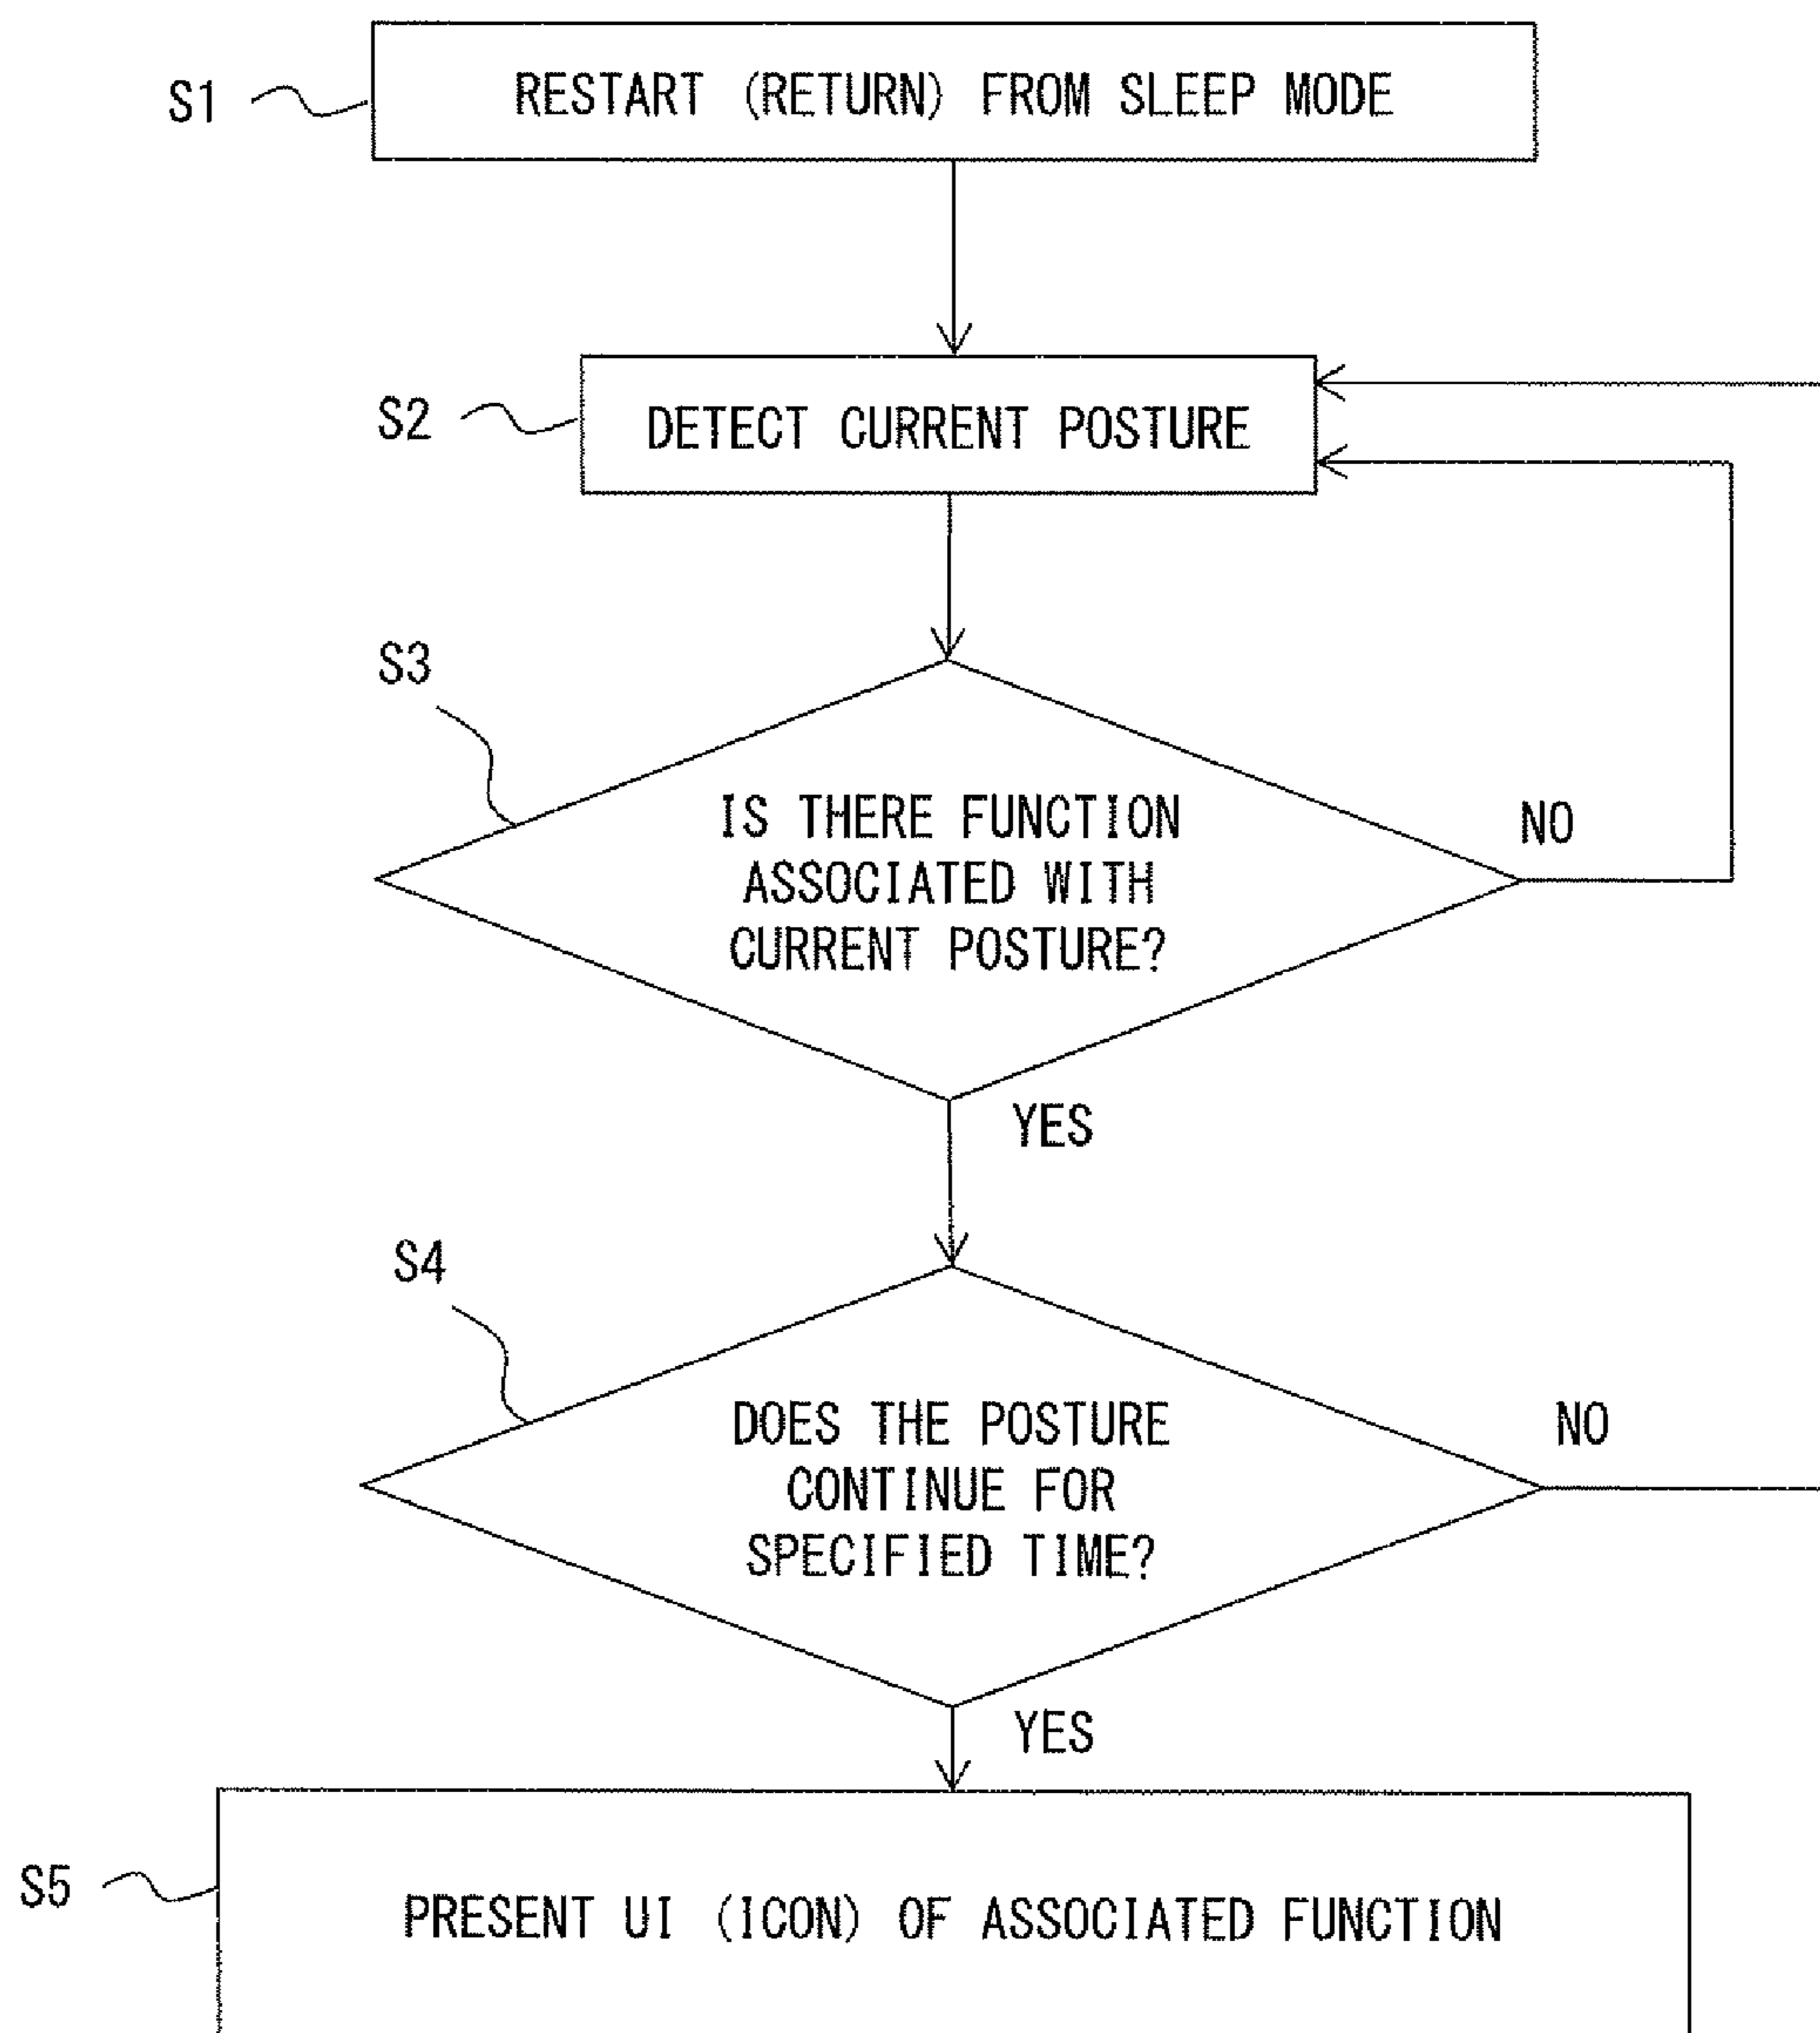 S1
RESTART (RETURN) FROM SLEEP MODE
S2
DETECT CURRENT POSTURE
S3
IS THERE FUNCTION
ASSOCIATED WITH
CURRENT POSTURE?
NO
YES
S4
DOES THE POSTURE
CONTINUE FOR
SPECIFIED TIME?
NO
YES
S5
PRESENT UI (ICON) OF ASSOCIATED FUNCTION